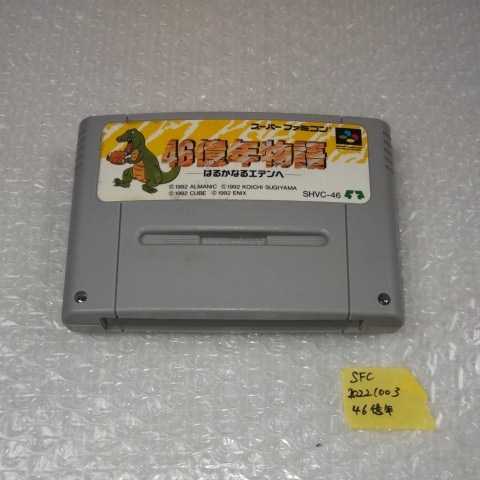 スーパーファミコン
46億年物語
はるかなるエデンへ
©1992 ALMANIC ©1992 KOICHI SUGIYAMA
©1992 CUBE ©1992 ENIX
SHVC-46
SFC
20221003
46億年